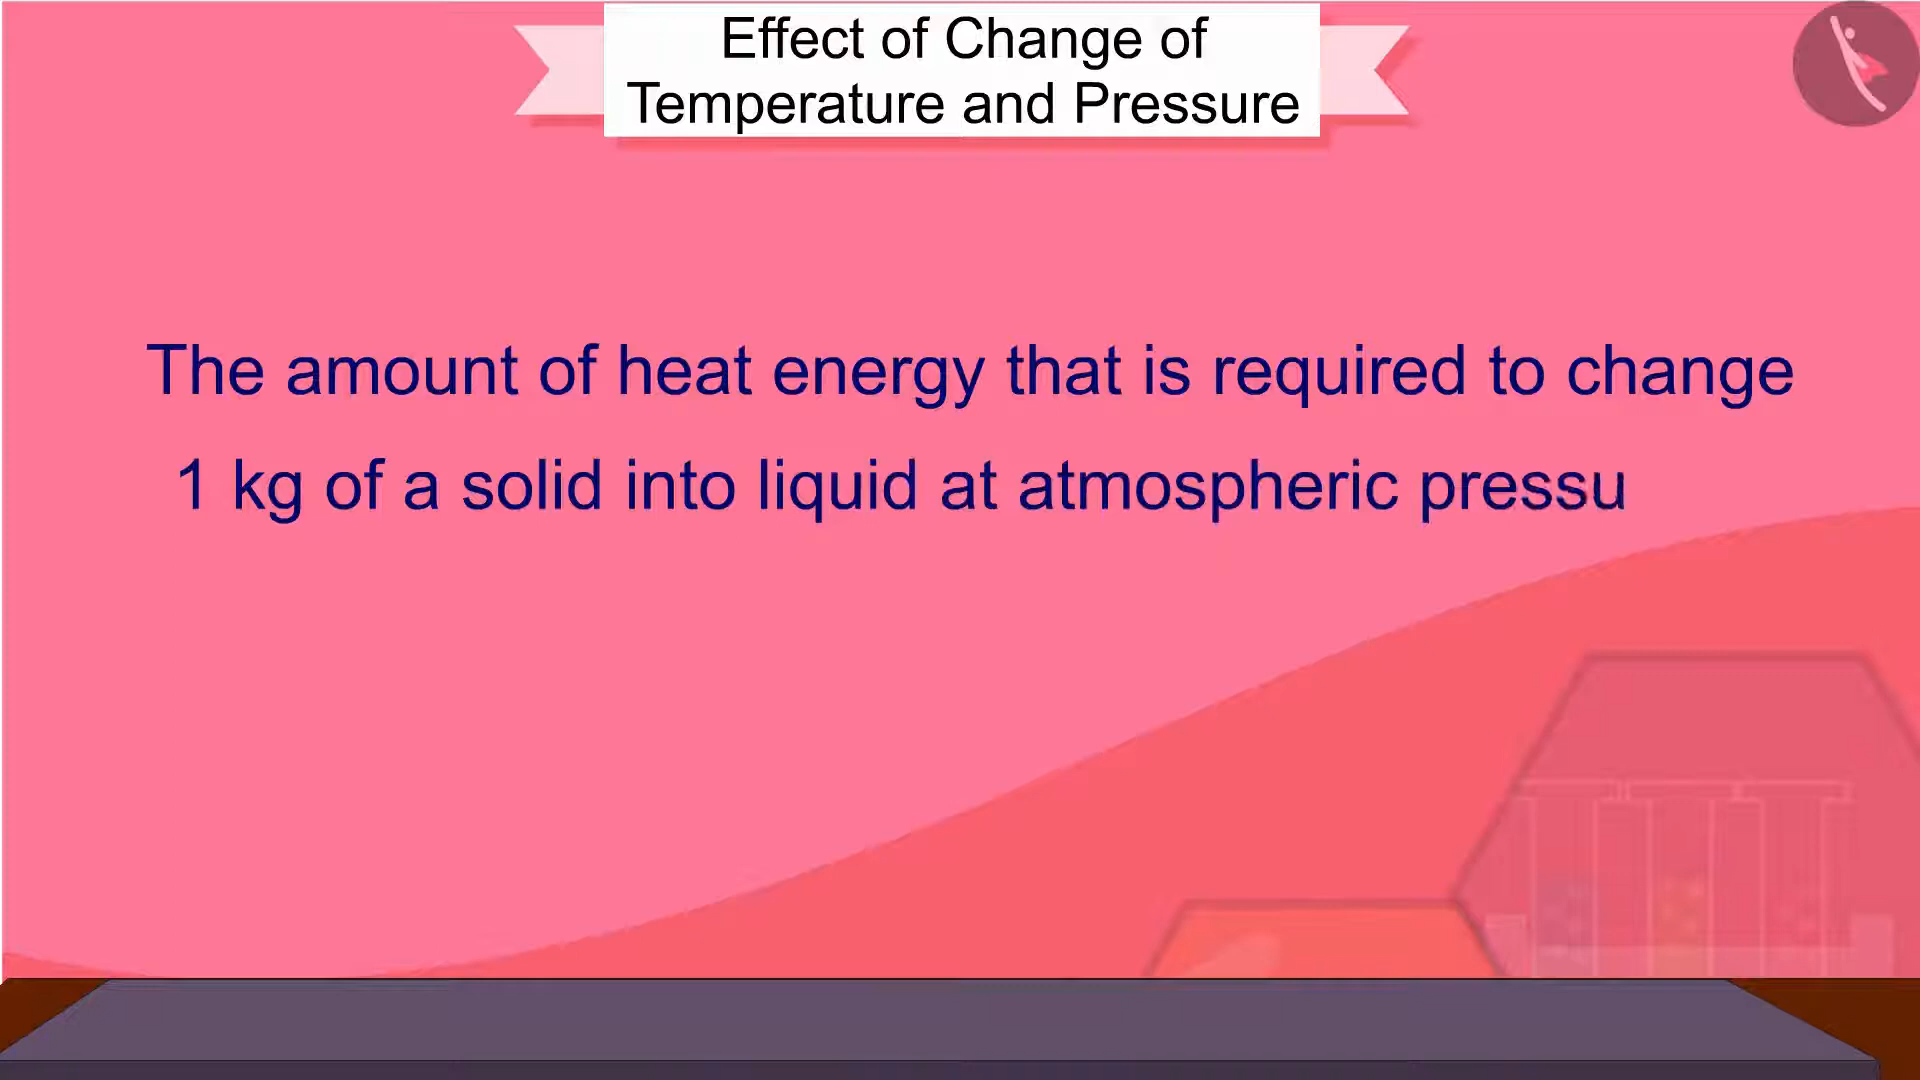 Effect of Change of
Temperature and Pressure
The amount of heat energy that is required to change
1 kg of a solid into liquid at atmospheric pressu